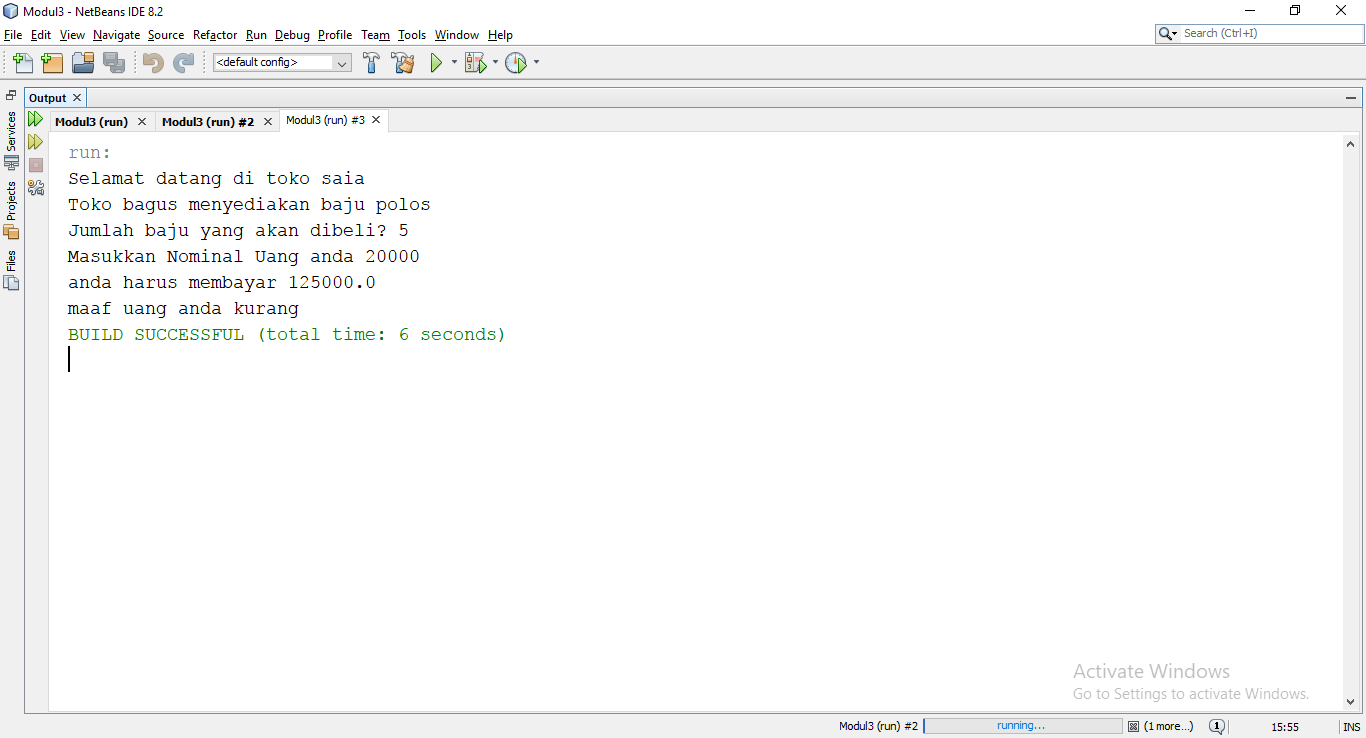 Modul3 - NetBeans IDE 8.2
File Edit View Navigate Source Refactor Run Debug Profile Team Tools Window Help
Search (Ctrl+I)
<default config>
Output
Modul3 (run) Modul3 (run) #2 Modul3 (run) #3
Services
Projects
Files
run:
Selamat datang di toko saia
Toko bagus menyediakan baju polos
Jumlah baju yang akan dibeli? 5
Masukkan Nominal Uang anda 20000
anda harus membayar 125000.0
maaf uang anda kurang
BUILD SUCCESSFUL (total time: 6 seconds)
Activate Windows
Go to Settings to activate Windows.
Modul3 (run) #2 running... (1 more...) 1 15:55 INS